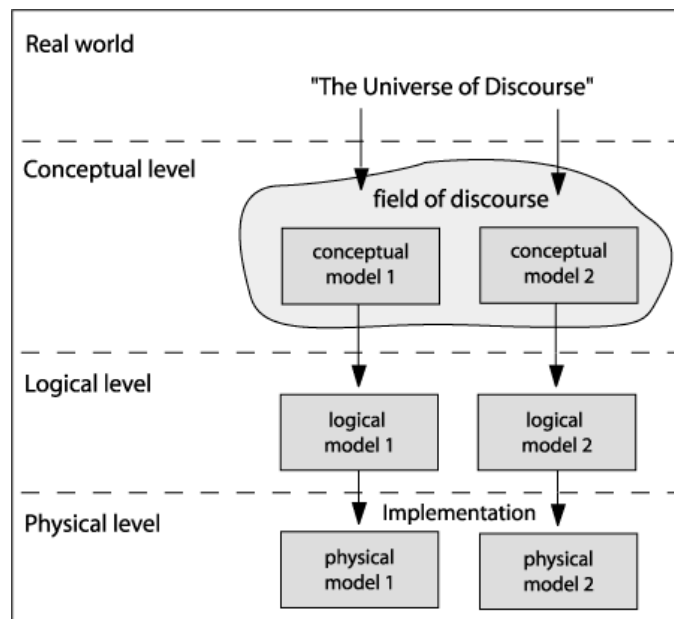 Real world
"The Universe of Discourse"
Conceptual level
field of discourse
conceptual
model 1
conceptual
model 2
Logical level
logical
model 1
logical
model 2
Implementation
Physical level
physical
model 1
physical
model 2